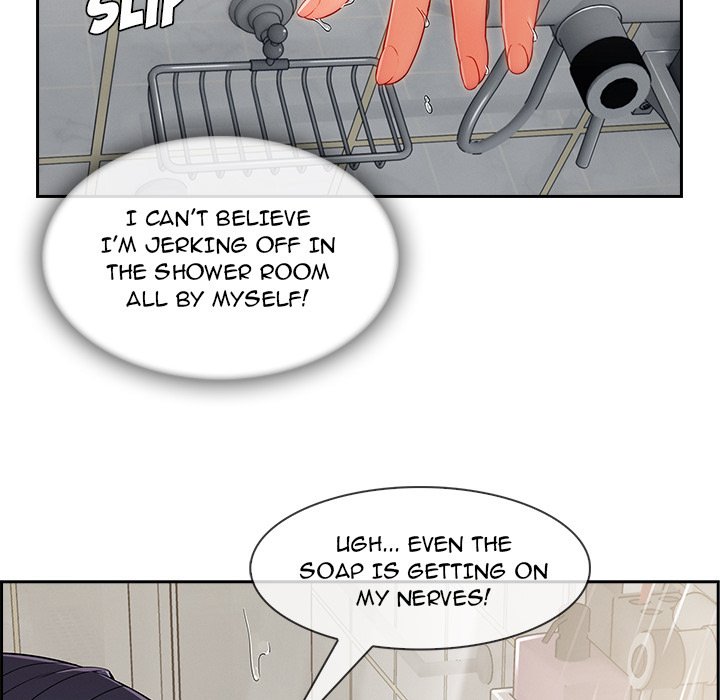 SLIP
I CAN'T BELIEVE
I'M JERKING OFF IN
THE SHOWER ROOM
ALL BY MYSELF!
UGH... EVEN THE
SOAP IS GETTING ON
MY NERVES!